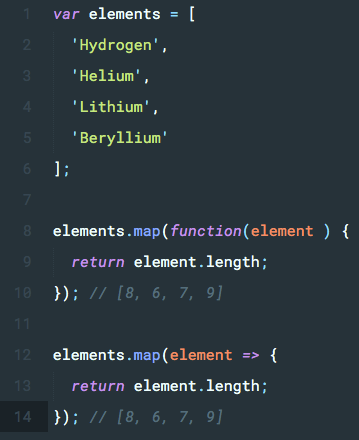 1 var elements = [
2   'Hydrogen',
3   'Helium',
4   'Lithium',
5   'Beryllium'
6 ];
7
8 elements.map(function(element ) {
9   return element.length;
10 }); // [8, 6, 7, 9]
11
12 elements.map(element => {
13   return element.length;
14 }); // [8, 6, 7, 9]